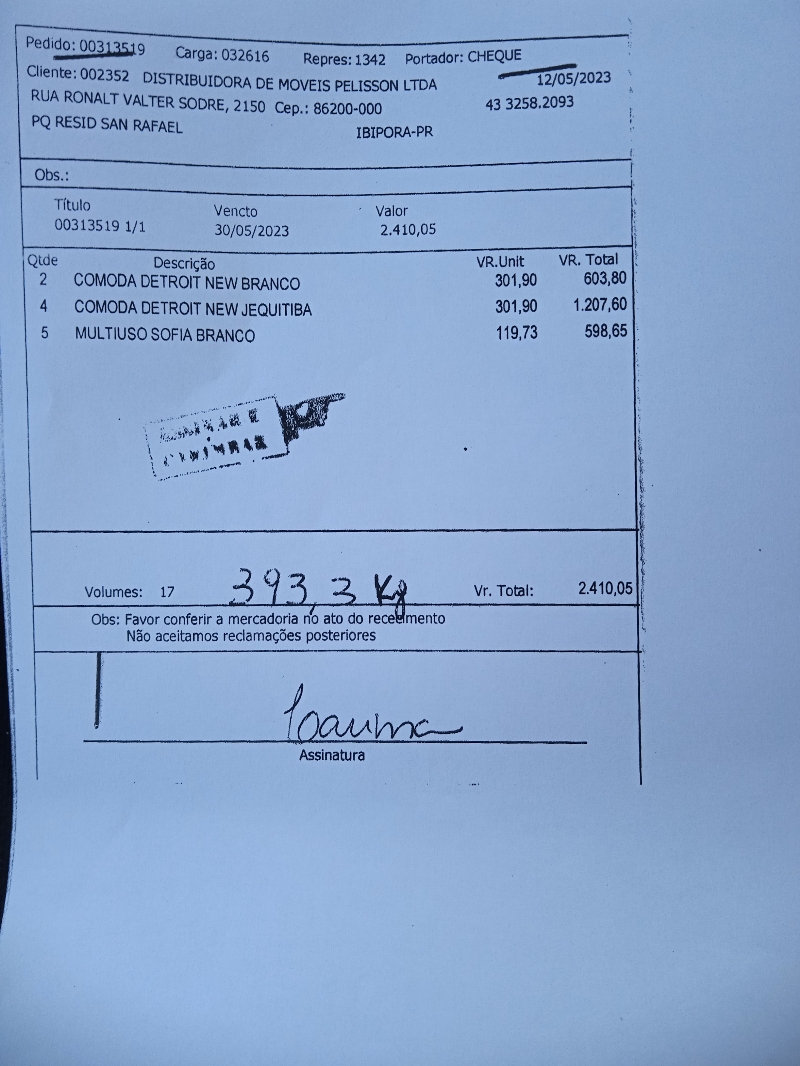 Pedido: 00313519 Carga: 032616 Repres: 1342 Portador: CHEQUE
Cliente: 002352 DISTRIBUIDORA DE MOVEIS PELISSON LTDA 12/05/2023
RUA RONALT VALTER SODRE, 2150 Cep.: 86200-000 43 3258.2093
PQ RESID SAN RAFAEL IBIPORA-PR
Obs.:
Título Vencto Valor
00313519 1/1 30/05/2023 2.410,05
Qtde Descrição VR.Unit VR. Total
2 COMODA DETROIT NEW BRANCO 301,90 603,80
4 COMODA DETROIT NEW JEQUITIBA 301,90 1.207,60
5 MULTIUSO SOFIA BRANCO 119,73 598,65
Volumes: 17 393,3 Kg Vr. Total: 2.410,05
Obs: Favor conferir a mercadoria no ato do recebimento
Não aceitamos reclamações posteriores
Assinatura